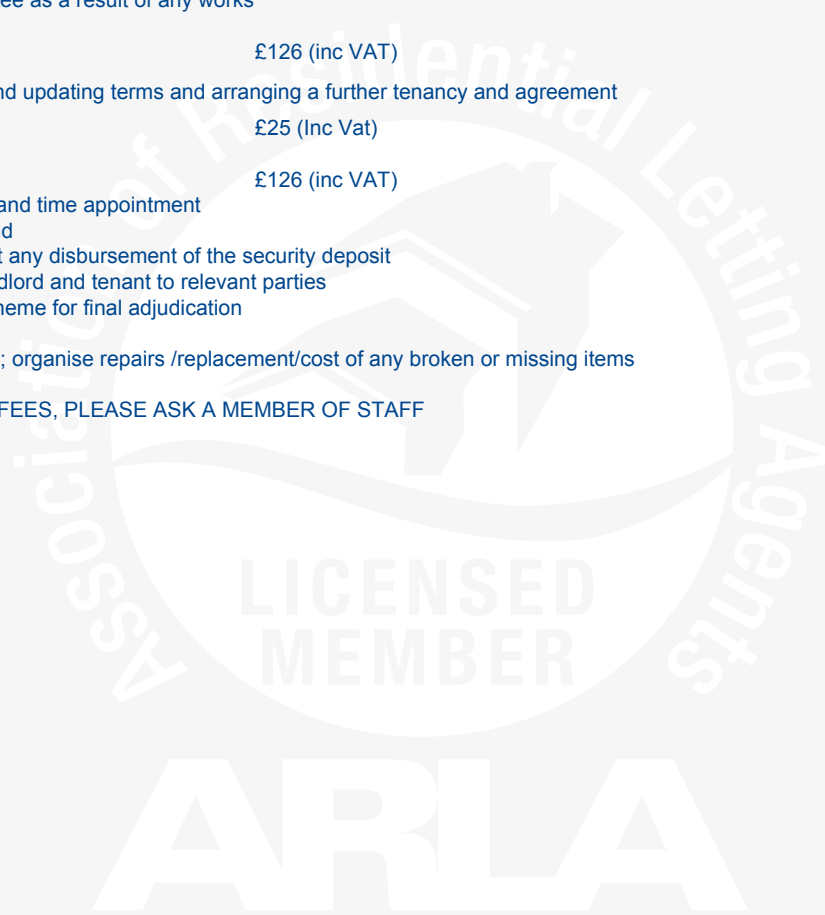 ee as a result of any works
£126 (inc VAT)
nd updating terms and arranging a further tenancy and agreement
£25 (Inc Vat)
£126 (inc VAT)
and time appointment
d
t any disbursement of the security deposit
dlord and tenant to relevant parties
heme for final adjudication
; organise repairs /replacement/cost of any broken or missing items
FEES, PLEASE ASK A MEMBER OF STAFF
Association of Residential Letting Agents
LICENSED
MEMBER
ARLA